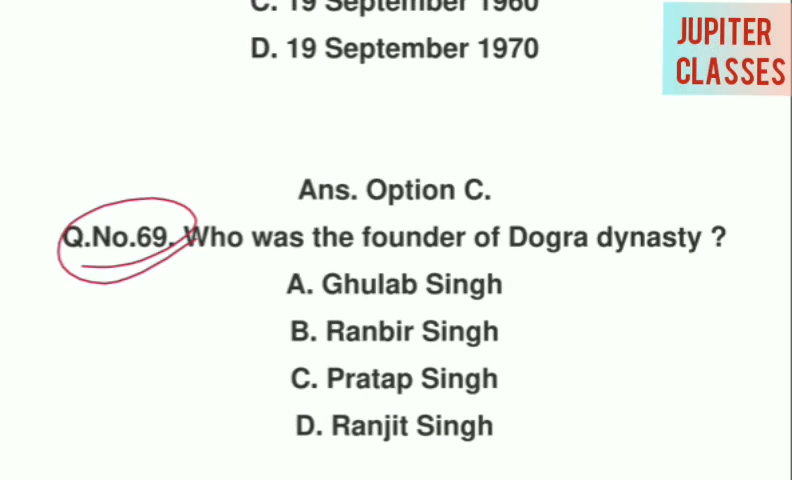 C. 19 September 1960
D. 19 September 1970
JUPITER
CLASSES
Ans. Option C.
Q.No.69. Who was the founder of Dogra dynasty ?
A. Ghulab Singh
B. Ranbir Singh
C. Pratap Singh
D. Ranjit Singh